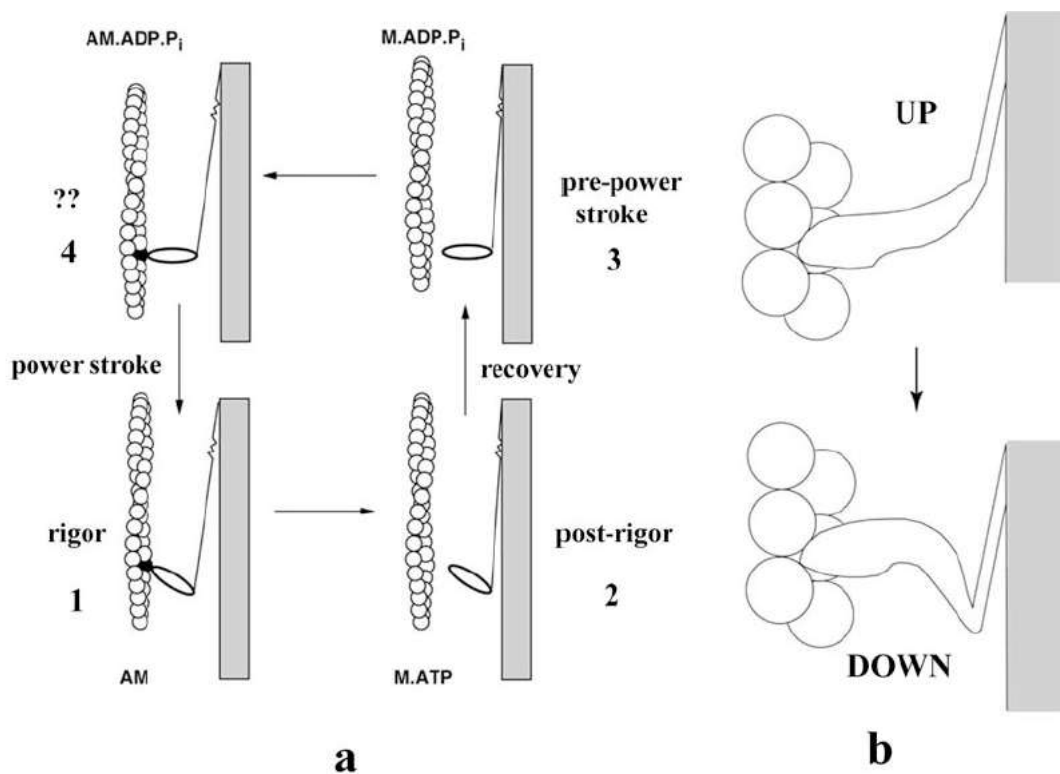 AM.ADP.Pi
M.ADP.Pi
??
4
pre-power
stroke
3
power stroke
recovery
rigor
1
post-rigor
2
AM
M.ATP
a
UP
DOWN
b